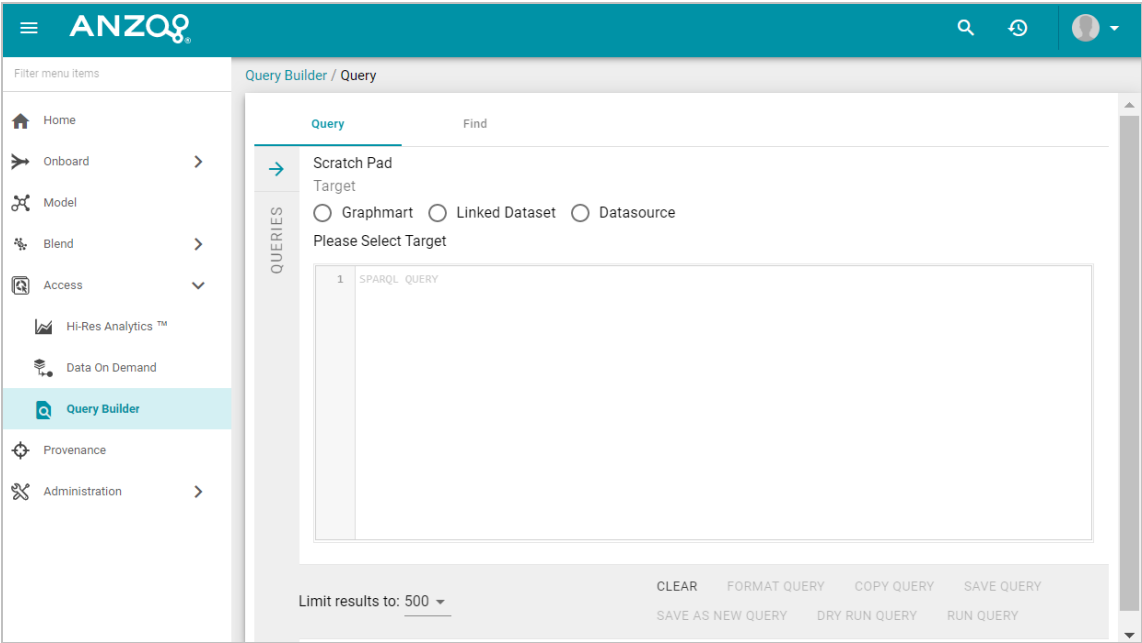 ANZO®
Filter menu items
Home
Onboard
Model
Blend
Access
Hi-Res Analytics ™
Data On Demand
Query Builder
Provenance
Administration
Query Builder / Query
Query Find
QUERIES
Scratch Pad
Target
Graphmart Linked Dataset Datasource
Please Select Target
1 SPARQL QUERY
Limit results to: 500
CLEAR FORMAT QUERY COPY QUERY SAVE QUERY
SAVE AS NEW QUERY DRY RUN QUERY RUN QUERY